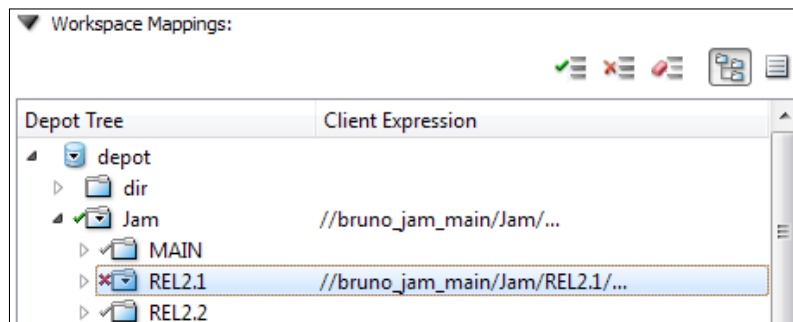 Workspace Mappings:
Depot Tree Client Expression
depot
dir
Jam //bruno_jam_main/Jam/...
MAIN
REL2.1 //bruno_jam_main/Jam/REL2.1/...
REL2.2